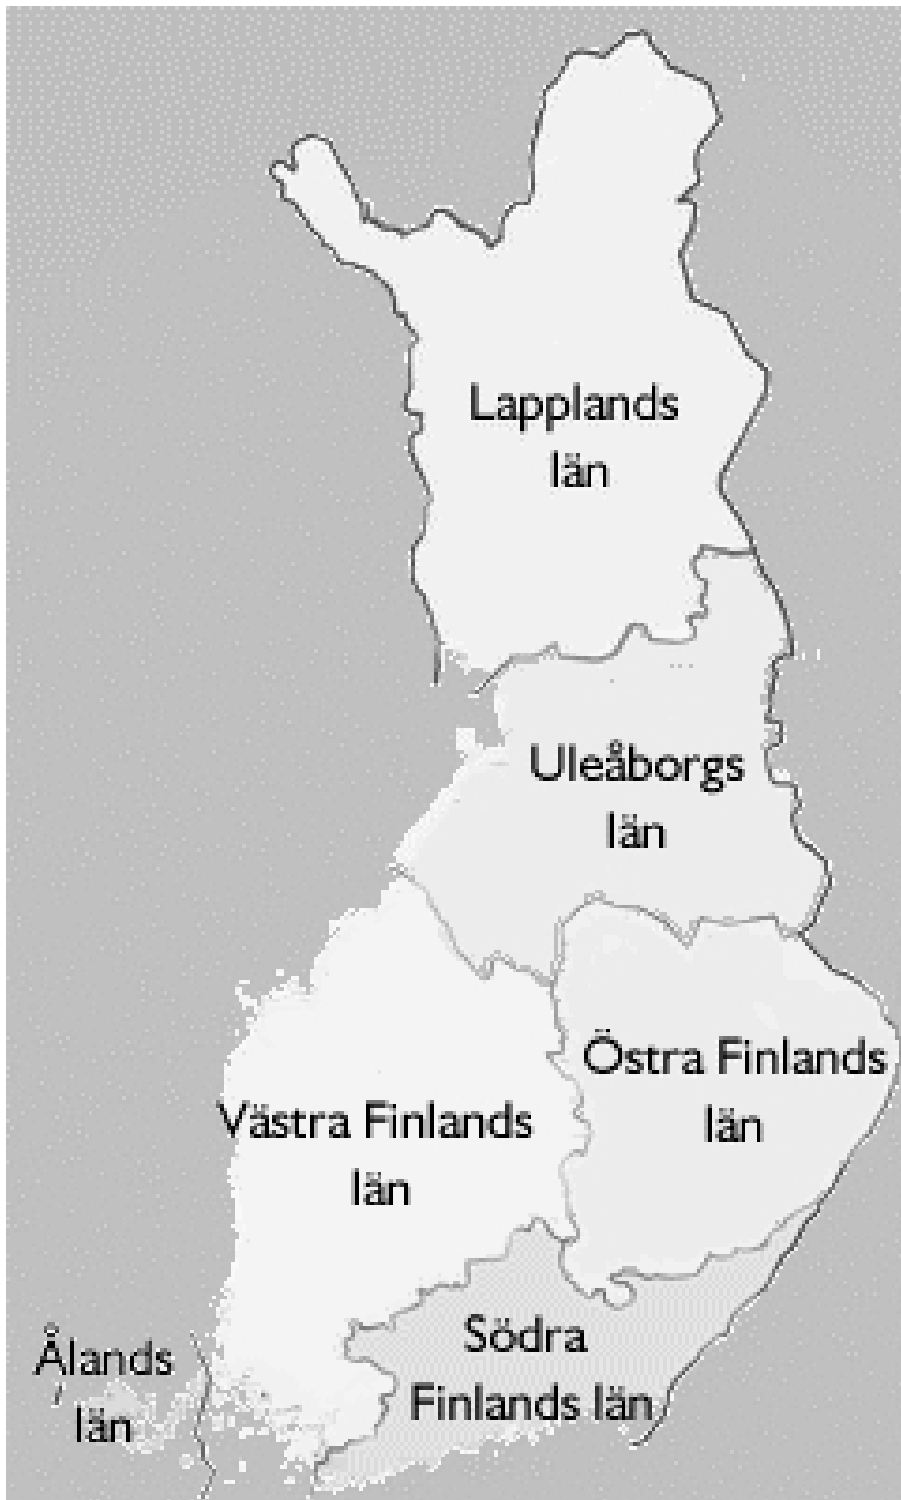 Lapplands
län
Uleåborgs
län
Östra Finlands
län
Västra Finlands
län
Södra
Finlands län
Ålands
län